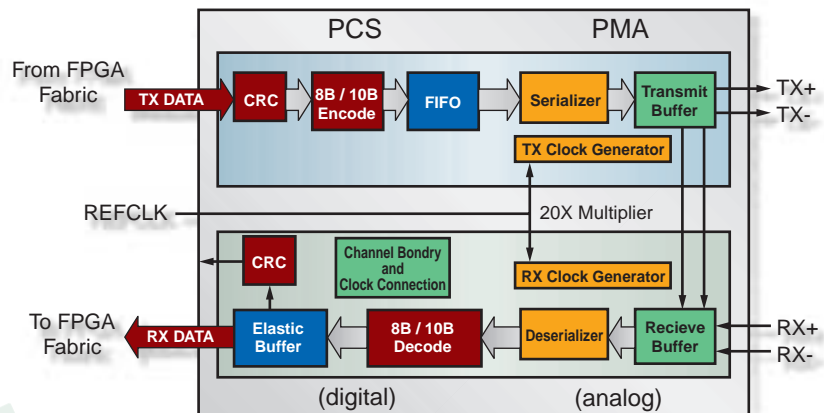 PCS
PMA
From FPGA
Fabric
TX DATA
CRC
8B / 10B
Encode
FIFO
Serializer
Transmit
Buffer
TX+
TX-
TX Clock Generator
REFCLK
20X Multiplier
CRC
Channel Bondry
and
Clock Connection
RX Clock Generator
To FPGA
Fabric
RX DATA
Elastic
Buffer
8B / 10B
Decode
Deserializer
Recieve
Buffer
RX+
RX-
(digital)
(analog)